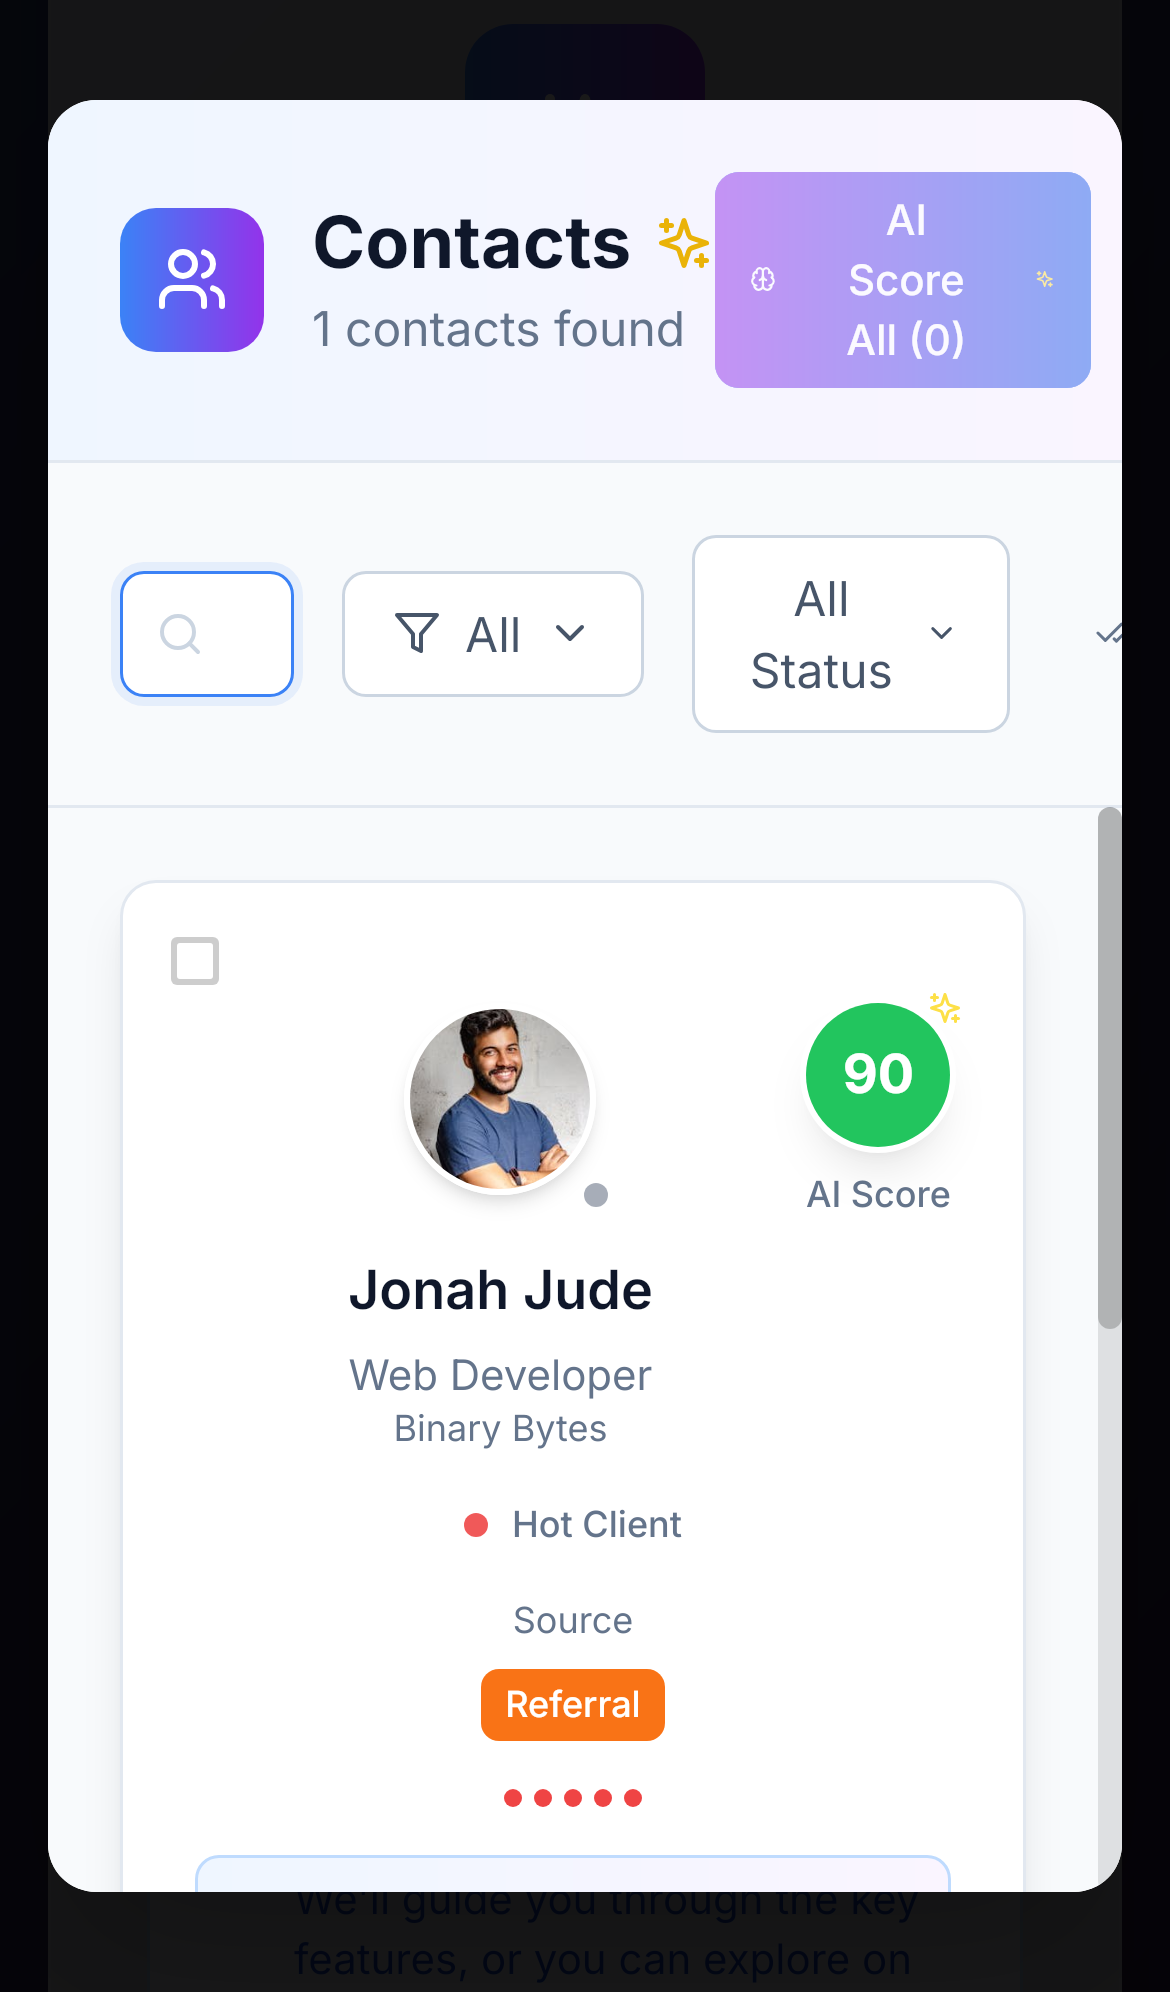 Contacts
1 contacts found
AI
Score
All (0)
All
All
Status
90
AI Score
Jonah Jude
Web Developer
Binary Bytes
Hot Client
Source
Referral
We'll guide you through the key
features, or you can explore on